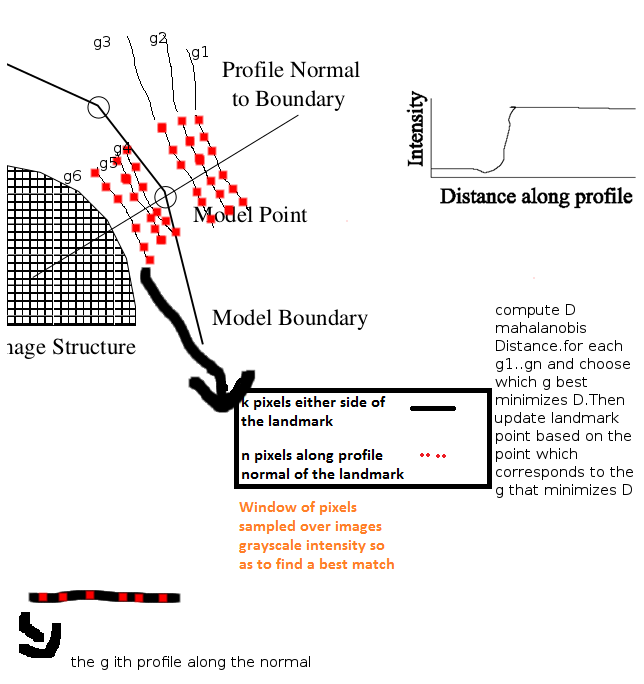 g3
g2
g1
Profile Normal
to Boundary
Intensity
Distance along profile
g4
g5
g6
Model Point
Model Boundary
mage Structure
compute D
mahalanobis
Distance.for each
g1..gn and choose
which g best
minimizes D.Then
update landmark
point based on the
point which
corresponds to the
g that minimizes D
k pixels either side of
the landmark
n pixels along profile
normal of the landmark
Window of pixels
sampled over images
grayscale intensity so
as to find a best match
the g ith profile along the normal